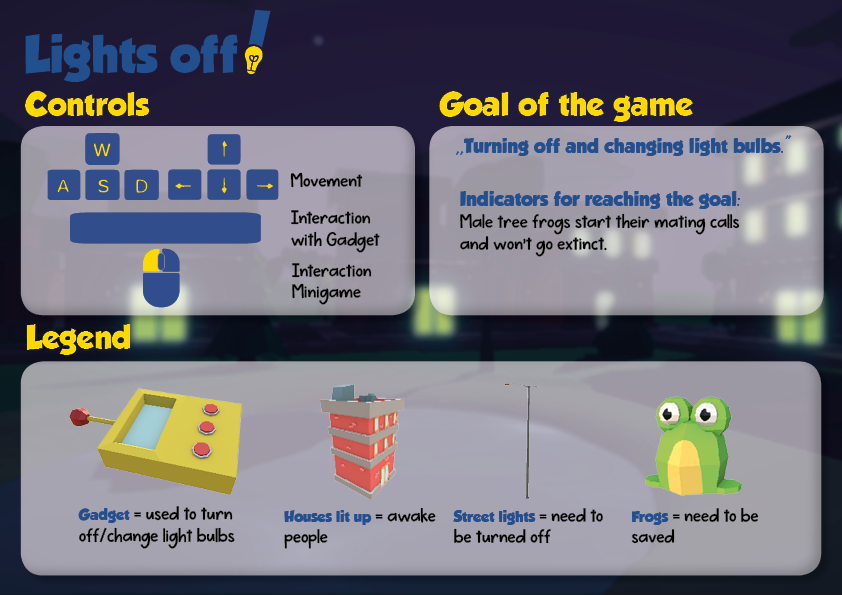 Lights off!
Controls
W
↑
A S D ← ↓ →
Movement
Interaction
with Gadget
Interaction
Minigame
Goal of the game
„Turning off and changing light bulbs.”
Indicators for reaching the goal:
Male tree frogs start their mating calls
and won't go extinct.
Legend
Gadget = used to turn
off/change light bulbs
Houses lit up = awake
people
Street lights = need to
be turned off
Frogs = need to be
saved